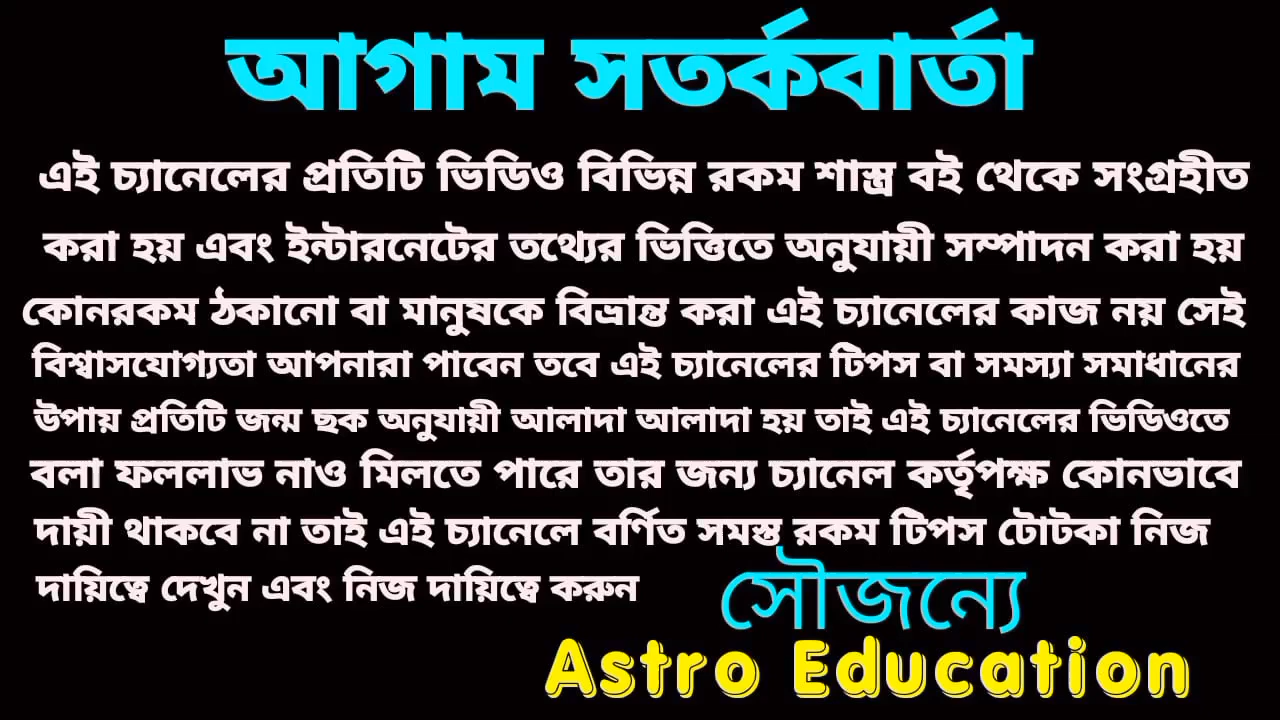 আগাম সতর্কবার্তা
এই চ্যানেলের প্রতিটি ভিডিও বিভিন্ন রকম শাস্ত্র বই থেকে সংগ্রহীত
করা হয় এবং ইন্টারনেটের তথ্যের ভিত্তিতে অনুযায়ী সম্পাদন করা হয়
কোনরকম ঠকানো বা মানুষকে বিভ্রান্ত করা এই চ্যানেলের কাজ নয় সেই
বিশ্বাসযোগ্যতা আপনারা পাবেন তবে এই চ্যানেলের টিপস বা সমস্যা সমাধানের
উপায় প্রতিটি জন্ম ছক অনুযায়ী আলাদা আলাদা হয় তাই এই চ্যানেলের ভিডিওতে
বলা ফললাভ নাও মিলতে পারে তার জন্য চ্যানেল কর্তৃপক্ষ কোনভাবে
দায়ী থাকবে না তাই এই চ্যানেলে বর্ণিত সমস্ত রকম টিপস টোটকা নিজ
দায়িত্বে দেখুন এবং নিজ দায়িত্বে করুন
সৌজন্যে
Astro Education